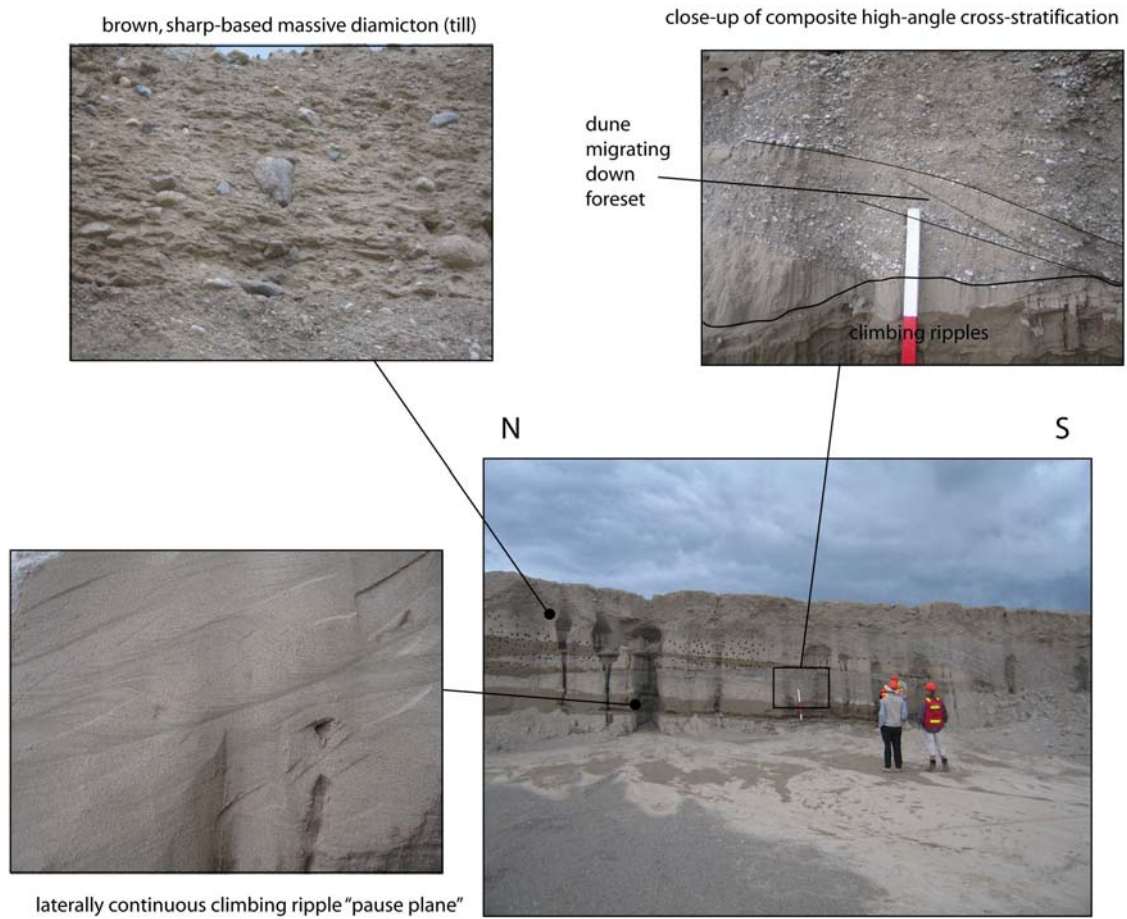 brown, sharp-based massive diamicton (till)
close-up of composite high-angle cross-stratification
dune
migrating
down
foreset
climbing ripples
N
S
laterally continuous climbing ripple "pause plane"